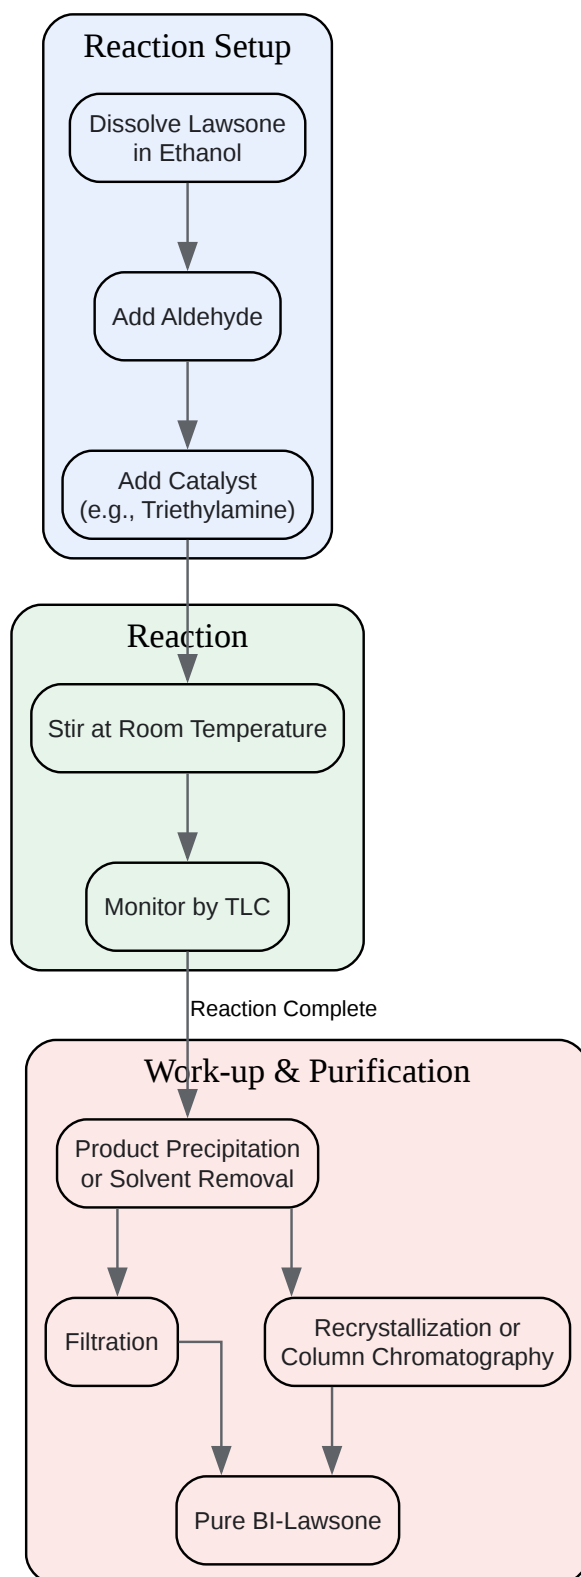 Reaction Setup
Dissolve Lawsone
in Ethanol
Add Aldehyde
Add Catalyst
(e.g., Triethylamine)
Reaction
Stir at Room Temperature
Monitor by TLC
Reaction Complete
Work-up & Purification
Product Precipitation
or Solvent Removal
Filtration
Recrystallization or
Column Chromatography
Pure BI-Lawsone